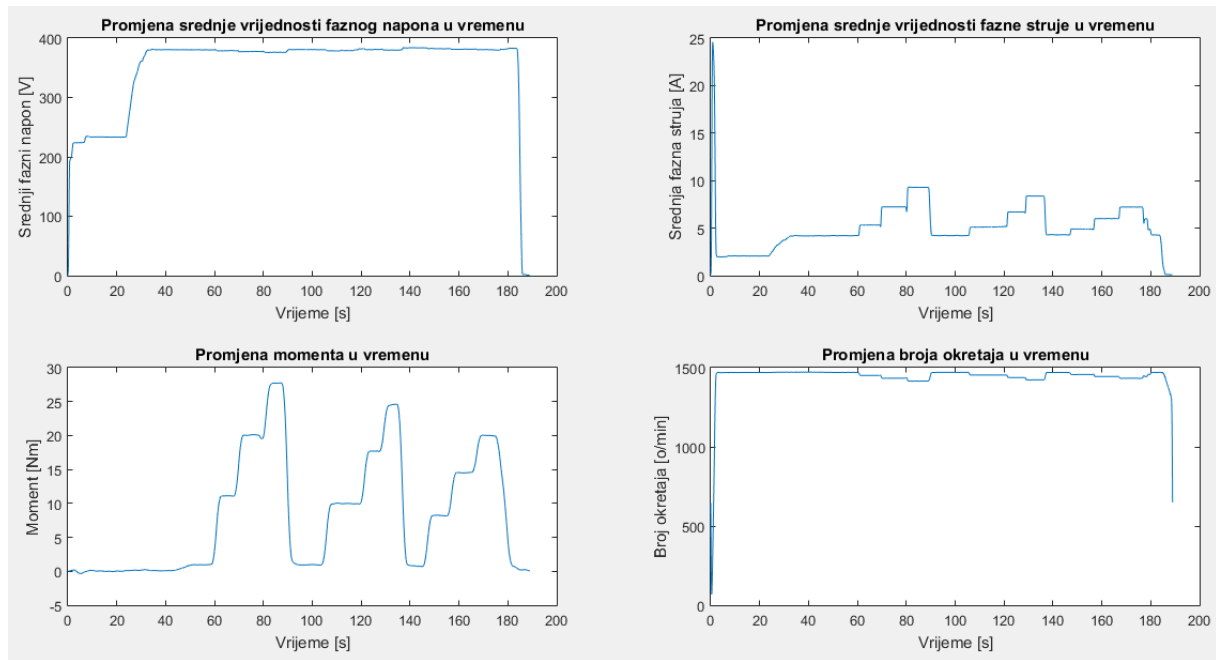 Promjena srednje vrijednosti faznog napona u vremenu
400
300
200
100
0
Srednji fazni napon [V]
0 20 40 60 80 100 120 140 160 180 200
Vrijeme [s]
Promjena srednje vrijednosti fazne struje u vremenu
25
20
15
10
5
0
Srednja fazna struja [A]
0 20 40 60 80 100 120 140 160 180 200
Vrijeme [s]
Promjena momenta u vremenu
30
25
20
15
10
5
0
-5
Moment [Nm]
0 20 40 60 80 100 120 140 160 180 200
Vrijeme [s]
Promjena broja okretaja u vremenu
1500
1000
500
0
Broj okretaja [o/min]
0 20 40 60 80 100 120 140 160 180 200
Vrijeme [s]